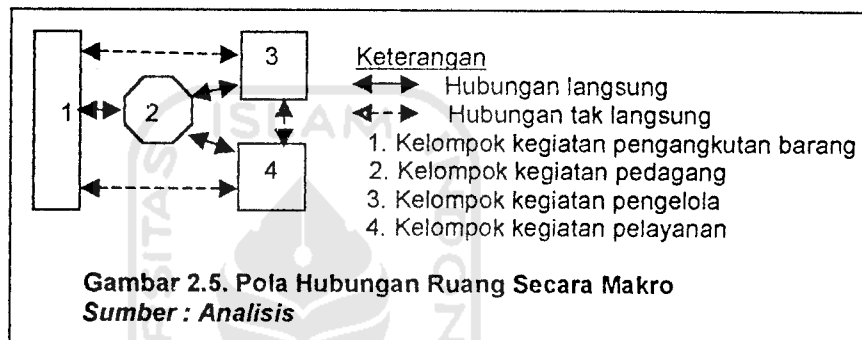 3
1
2
4
Keterangan
Hubungan langsung
Hubungan tak langsung
1. Kelompok kegiatan pengangkutan barang
2. Kelompok kegiatan pedagang
3. Kelompok kegiatan pengelola
4. Kelompok kegiatan pelayanan
Gambar 2.5. Pola Hubungan Ruang Secara Makro
Sumber : Analisis
ISLAM